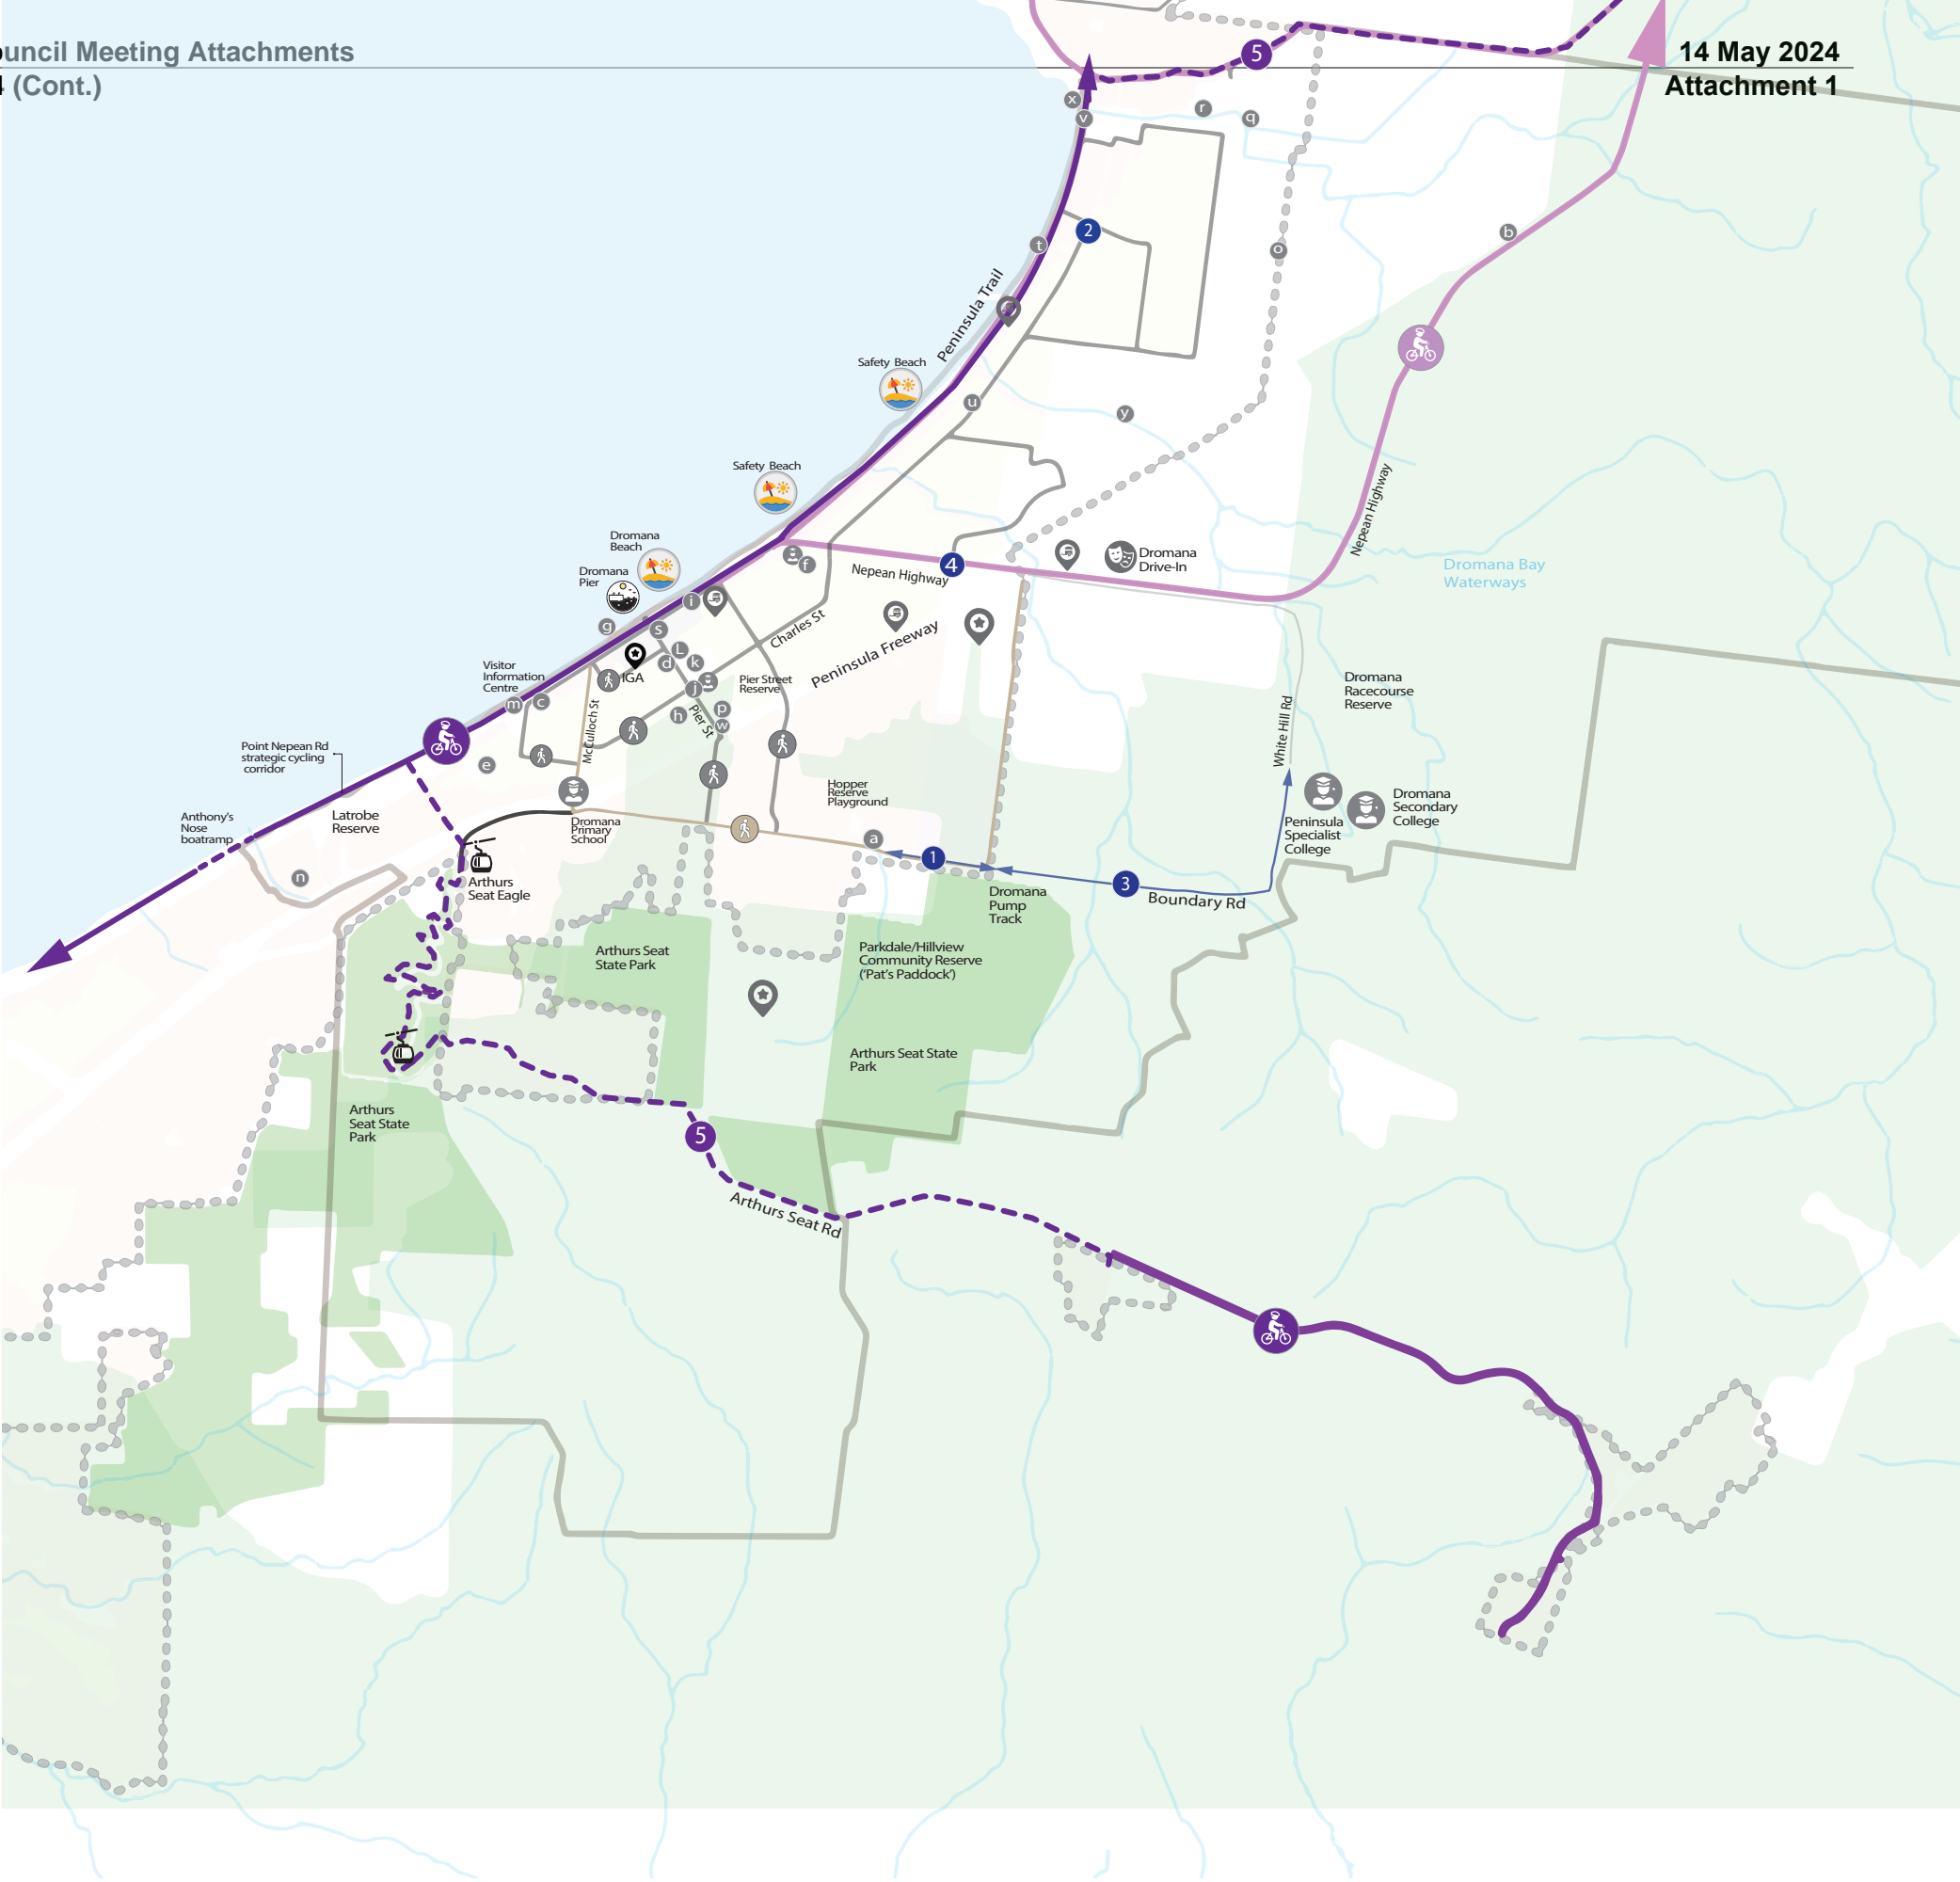 uncil Meeting Attachments
14 May 2024
(Cont.)
Attachment 1
5
x
v
r
q
2
t
o
b
Peninsula Trail
Safety Beach
u
y
Safety Beach
Nepean Highway
Dromana
Beach
Dromana
Pier
f
4
Nepean Highway
Dromana
Drive-In
Dromana Bay
Waterways
i
g
s
Charles St
Peninsula Freeway
L
d
k
IGA
j
Pier Street
Reserve
Visitor
Information
Centre
m
c
h
p
w
Pier St
McCulloch St
White Hill Rd
Dromana
Racecourse
Reserve
Point Nepean Rd
strategic cycling
corridor
e
Hopper
Reserve
Playground
Anthony's
Nose
boatramp
Latrobe
Reserve
Dromana
Primary
School
Peninsula
Specialist
College
Dromana
Secondary
College
a
1
3
Boundary Rd
n
Arthurs
Seat Eagle
Dromana
Pump
Track
Arthurs Seat
State Park
Parkdale/Hillview
Community Reserve
('Pat's Paddock')
Arthurs Seat State
Park
Arthurs
Seat State
Park
5
Arthurs Seat Rd